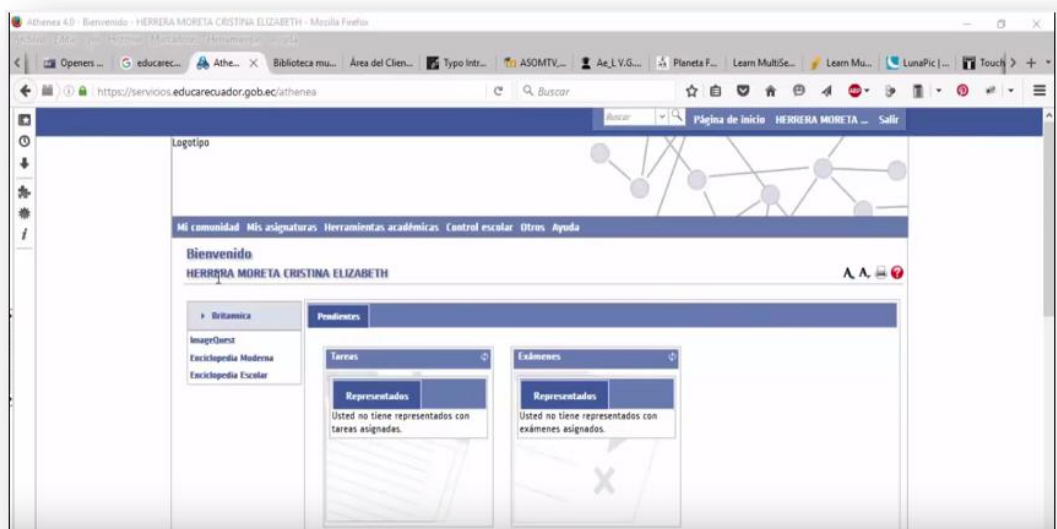 Athenea 4.0 - Bienvenido - HERRERA MORETA CRISTINA ELIZABETH - Mozilla Firefox
Openers ... educarec... Athe... Biblioteca mu... Área del Clien... Typo Intr... ASOMTV,... Ae_L V.G.... Planeta F... Learn MultiSe... Learn Mu... LunaPic | ... Touch
https://servicios.educarecuador.gob.ec/athenea Buscar
Buscar Página de inicio HERRERA MORETA ... Salir
Logotipo
Mi comunidad Mis asignaturas Herramientas académicas Control escolar Otros Ayuda
Bienvenido
HERRERA MORETA CRISTINA ELIZABETH
Britannica Pendientes
ImageQuest
Enciclopedia Moderna
Enciclopedia Escolar
Tareas Exámenes
Representados Representados
Usted no tiene representados con Usted no tiene representados con
tareas asignadas. exámenes asignados.